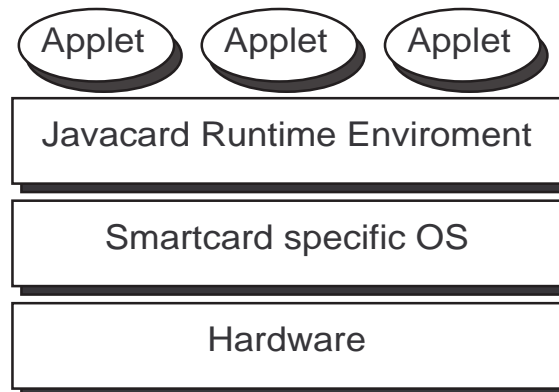 Applet Applet Applet
Javacard Runtime Enviroment
Smartcard specific OS
Hardware